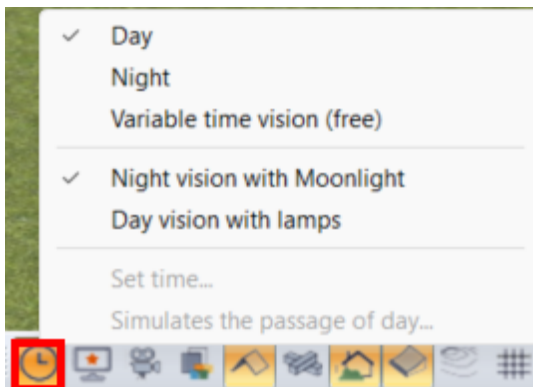 Day
Night
Variable time vision (free)
Night vision with Moonlight
Day vision with lamps
Set time...
Simulates the passage of day...